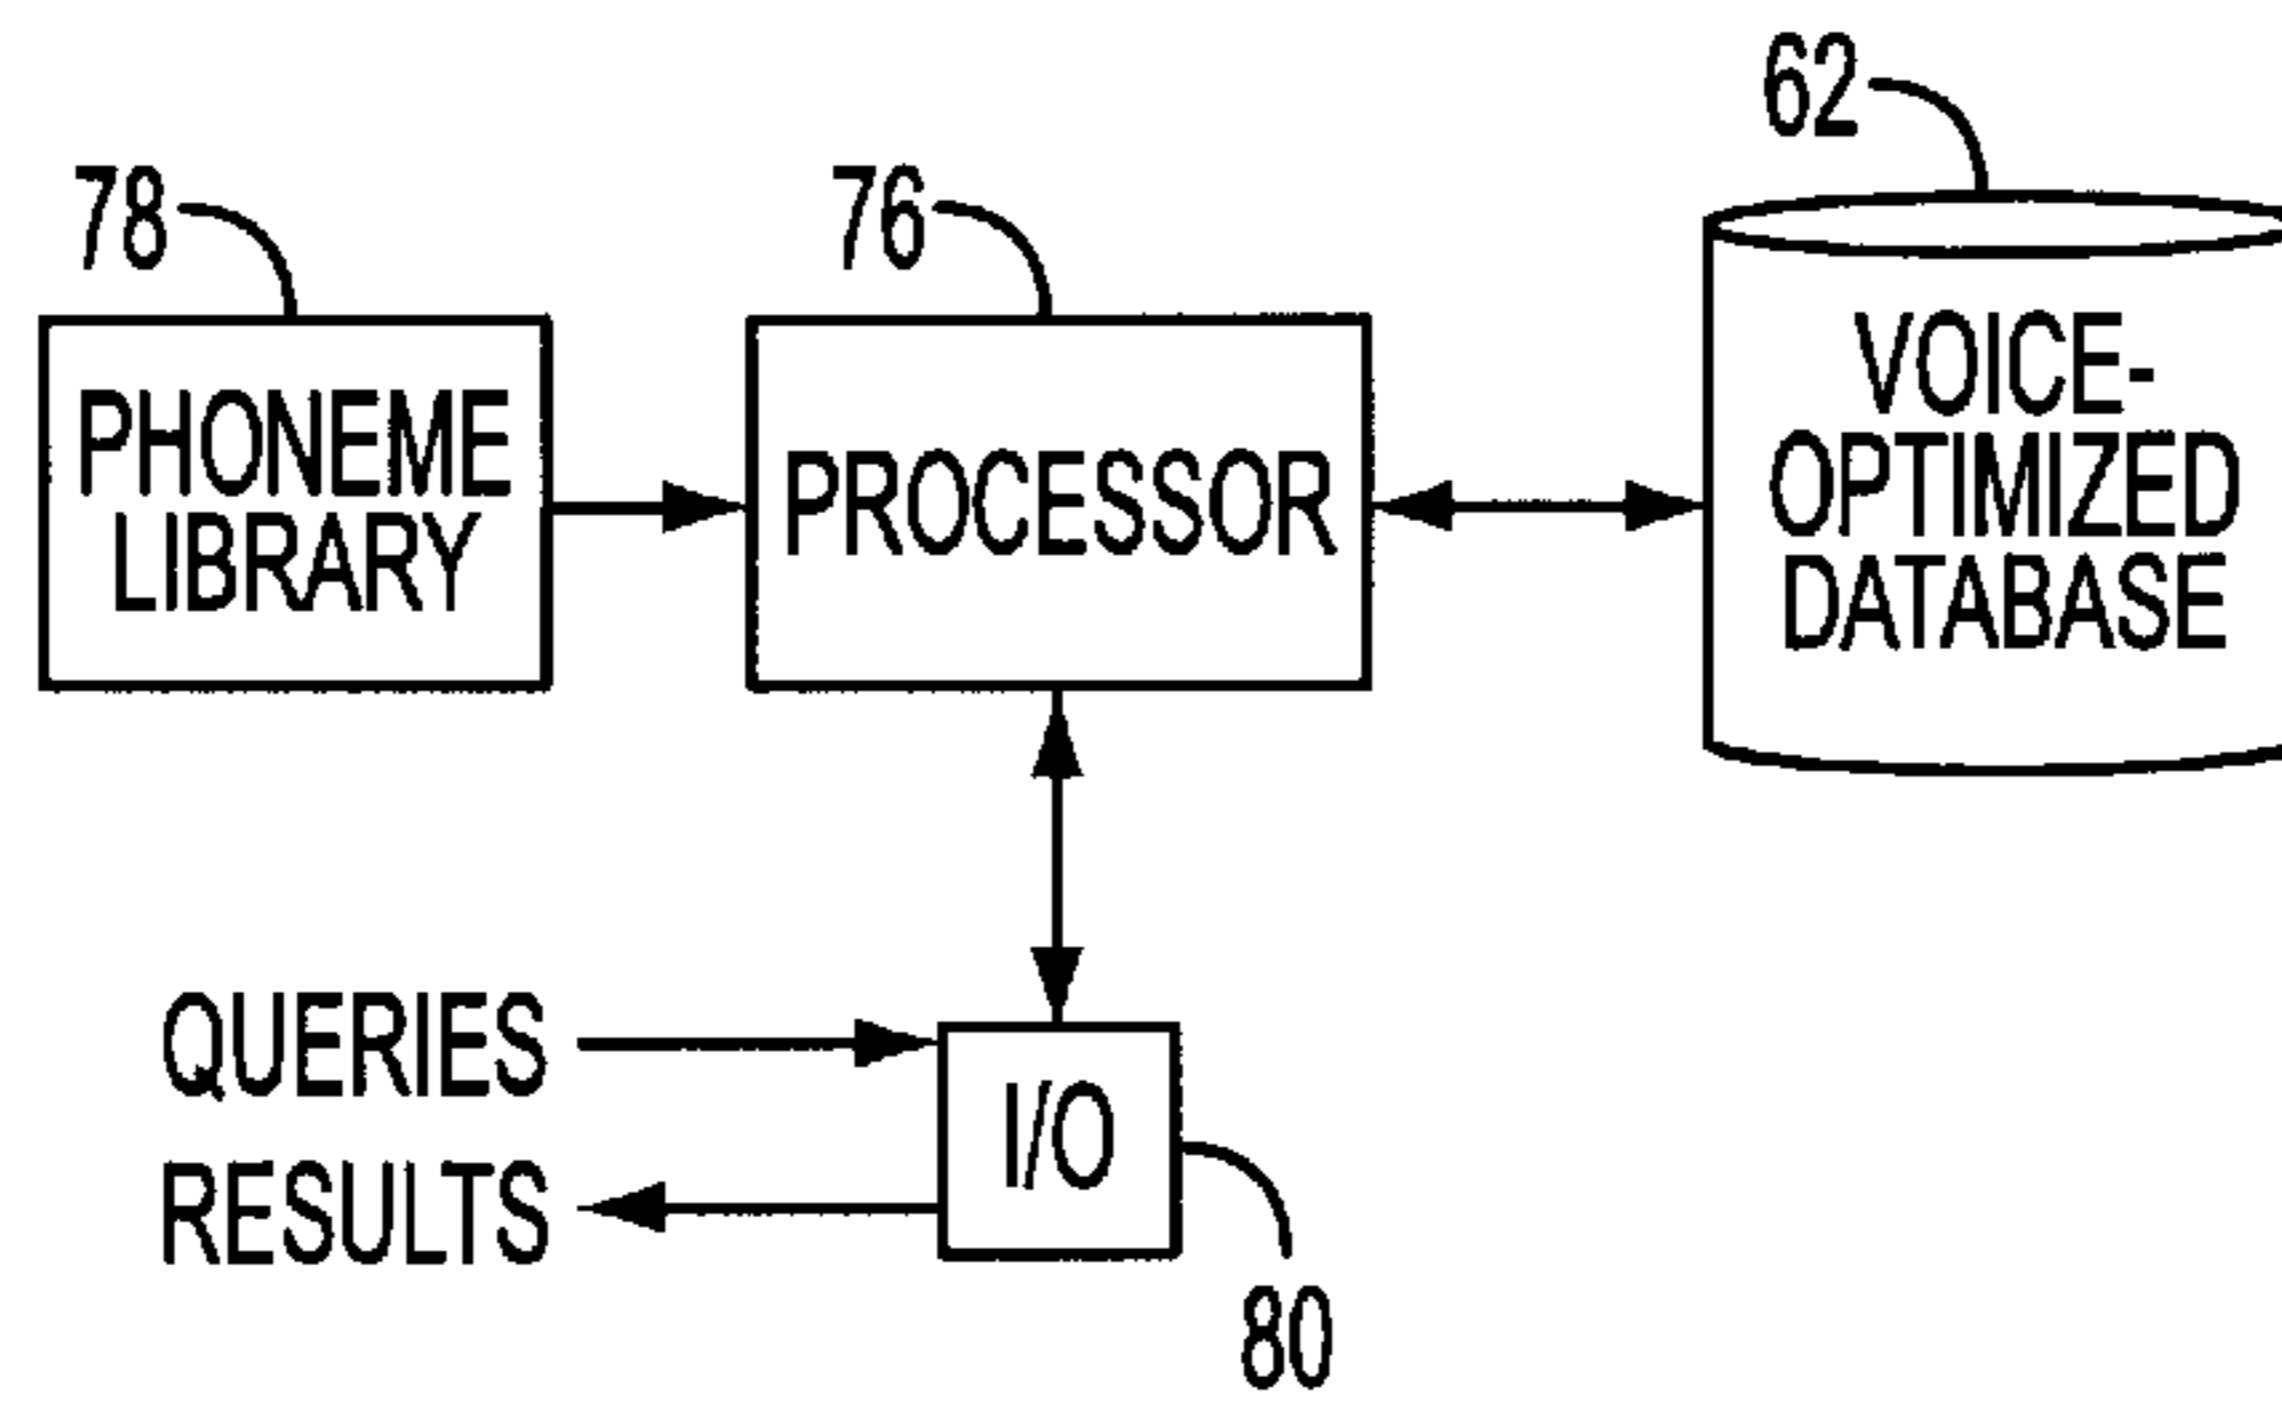 62
78
76
PHONEME
LIBRARY
PROCESSOR
VOICE-
OPTIMIZED
DATABASE
QUERIES
RESULTS
I/O
80